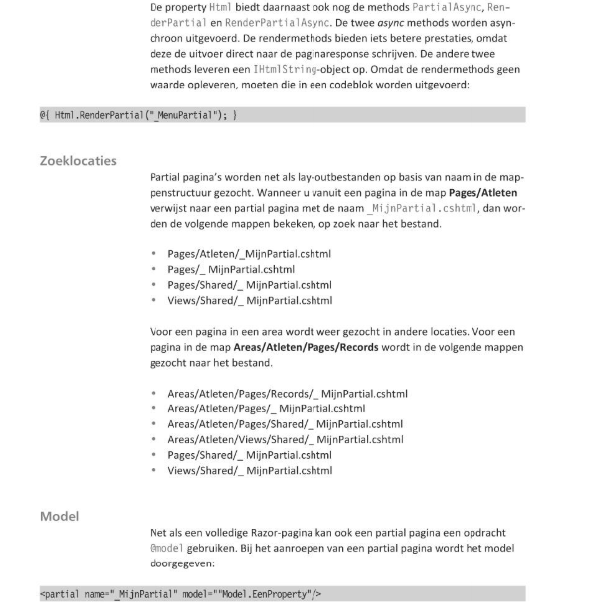 De property Html biedt daarnaast ook nog de methods PartialAsync, Ren-
derPartial en RenderPartialAsync. De twee async methods worden asyn-
chroon uitgevoerd. De rendermethods bieden iets betere prestaties, omdat
deze de uitvoer direct naar de paginaresponse schrijven. De andere twee
methods leveren een IHtmlString-object op. Omdat de rendermethods geen
waarde opleveren, moeten die in een codeblok worden uitgevoerd:
@{ Html.RenderPartial("_MenuPartial"); }
Zoeklocaties
Partial pagina's worden net als lay-outbestanden op basis van naam in de map-
penstructuur gezocht. Wanneer u vanuit een pagina in de map Pages/Atleten
verwijst naar een partial pagina met de naam _MijnPartial.cshtml, dan wor-
den de volgende mappen bekeken, op zoek naar het bestand.
• Pages/Atleten/_MijnPartial.cshtml
• Pages/_ MijnPartial.cshtml
• Pages/Shared/_ MijnPartial.cshtml
• Views/Shared/_ MijnPartial.cshtml
Voor een pagina in een area wordt weer gezocht in andere locaties. Voor een
pagina in de map Areas/Atleten/Pages/Records wordt in de volgende mappen
gezocht naar het bestand.
• Areas/Atleten/Pages/Records/_ MijnPartial.cshtml
• Areas/Atleten/Pages/_ MijnPartial.cshtml
• Areas/Atleten/Pages/Shared/_ MijnPartial.cshtml
• Areas/Atleten/Views/Shared/_ MijnPartial.cshtml
• Pages/Shared/_ MijnPartial.cshtml
• Views/Shared/_ MijnPartial.cshtml
Model
Net als een volledige Razor-pagina kan ook een partial pagina een opdracht
@model gebruiken. Bij het aanroepen van een partial pagina wordt het model
doorgegeven:
<partial name="_MijnPartial" model=""Model.EenProperty"/>